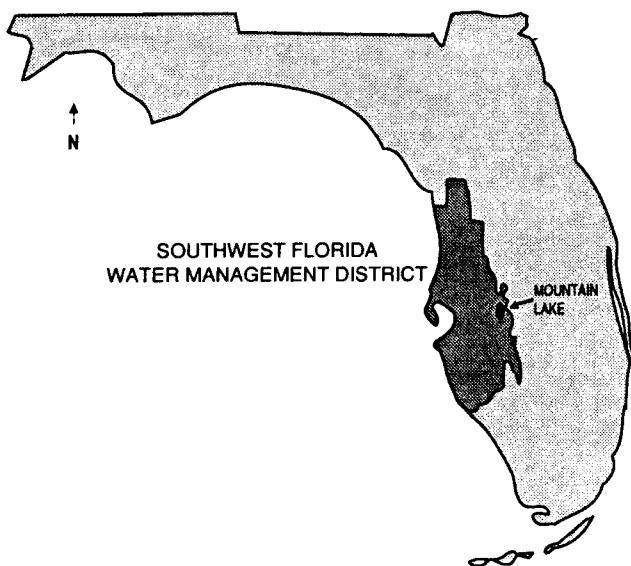 N
SOUTHWEST FLORIDA
WATER MANAGEMENT DISTRICT
MOUNTAIN
LAKE